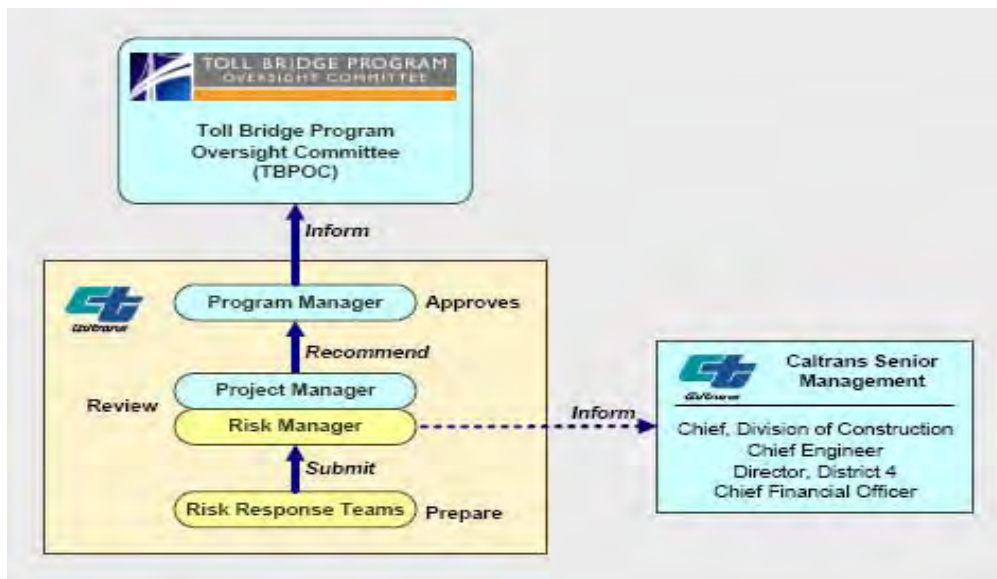 TOLL BRIDGE PROGRAM
OVERSIGHT COMMITTEE
Toll Bridge Program
Oversight Committee
(TBPOC)
Inform
Caltrans
Program Manager
Approves
Recommend
Project Manager
Review
Risk Manager
Submit
Risk Response Teams
Prepare
Inform
Caltrans
Caltrans Senior
Management
Chief, Division of Construction
Chief Engineer
Director, District 4
Chief Financial Officer